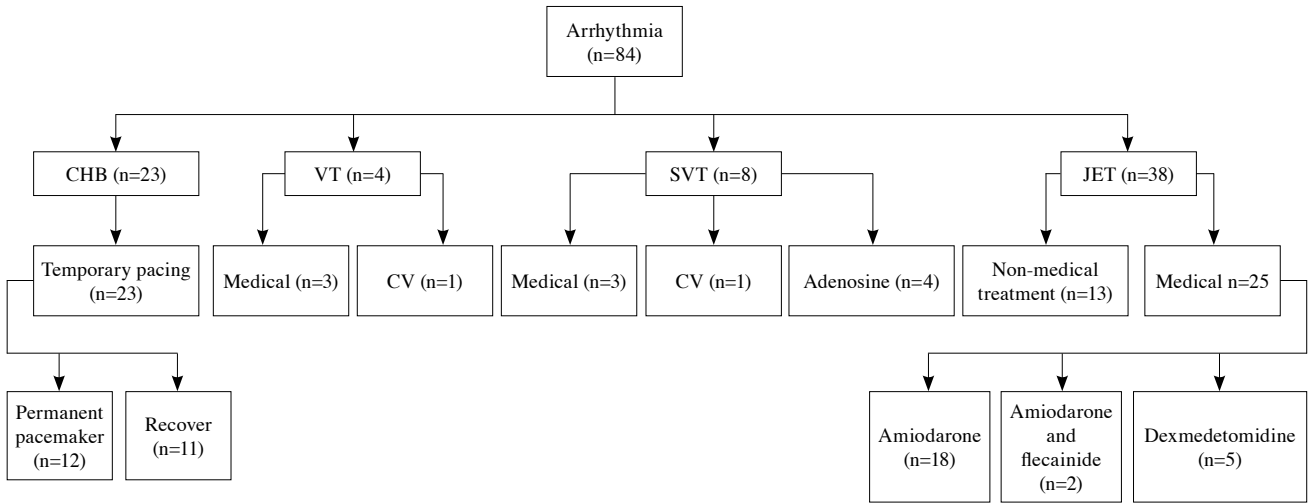 Arrhythmia
(n=84)
CHB (n=23)
VT (n=4)
SVT (n=8)
JET (n=38)
Temporary pacing
(n=23)
Medical (n=3)
CV (n=1)
Medical (n=3)
CV (n=1)
Adenosine (n=4)
Non-medical
treatment (n=13)
Medical n=25
Permanent
pacemaker
(n=12)
Recover
(n=11)
Amiodarone
(n=18)
Amiodarone
and
flecainide
(n=2)
Dexmedetomidine
(n=5)